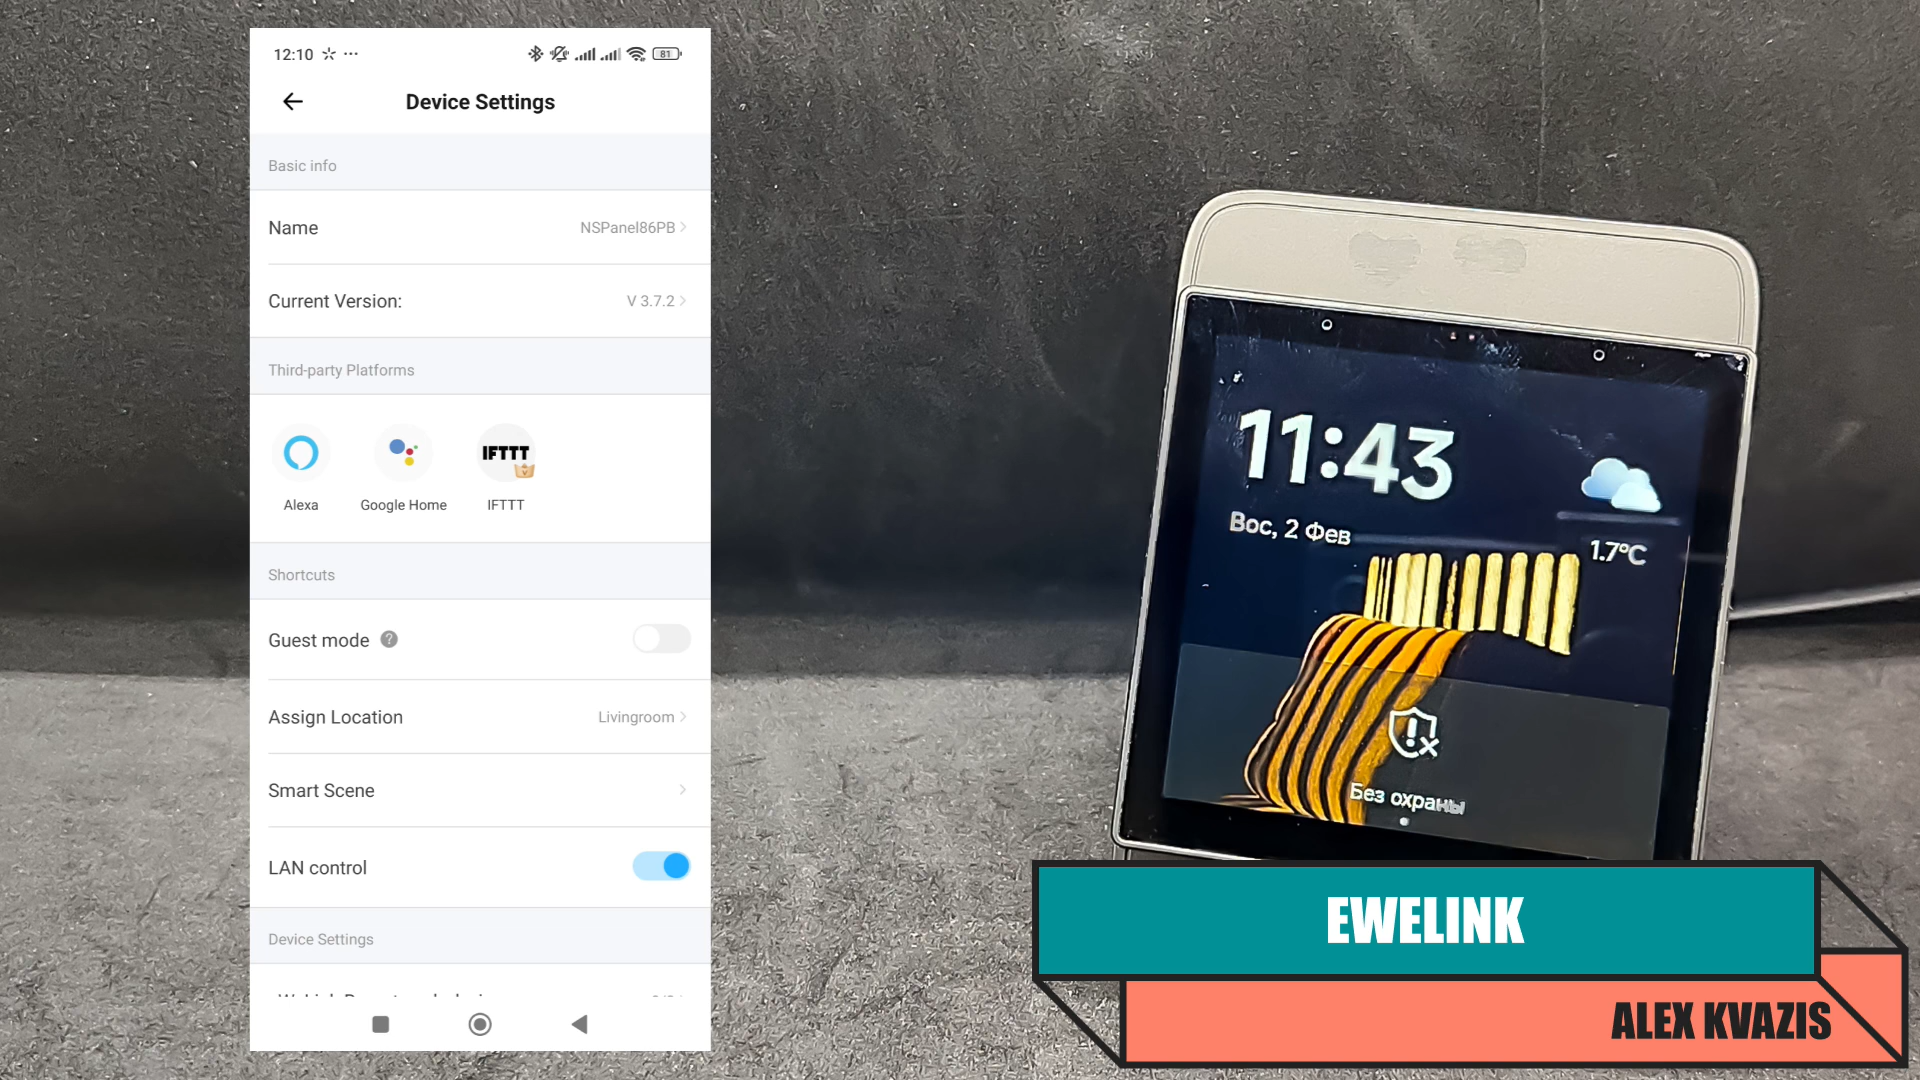 12:10
81
Device Settings
Basic info
Name
NSPanel86PB
Current Version:
V 3.7.2
Third-party Platforms
IFTTT
Alexa
Google Home
IFTTT
Shortcuts
Guest mode
Assign Location
Livingroom
Smart Scene
LAN control
Device Settings
11:43
Вос, 2 Фев
1.7°C
Без охраны
EWELINK
ALEX KVAZIS